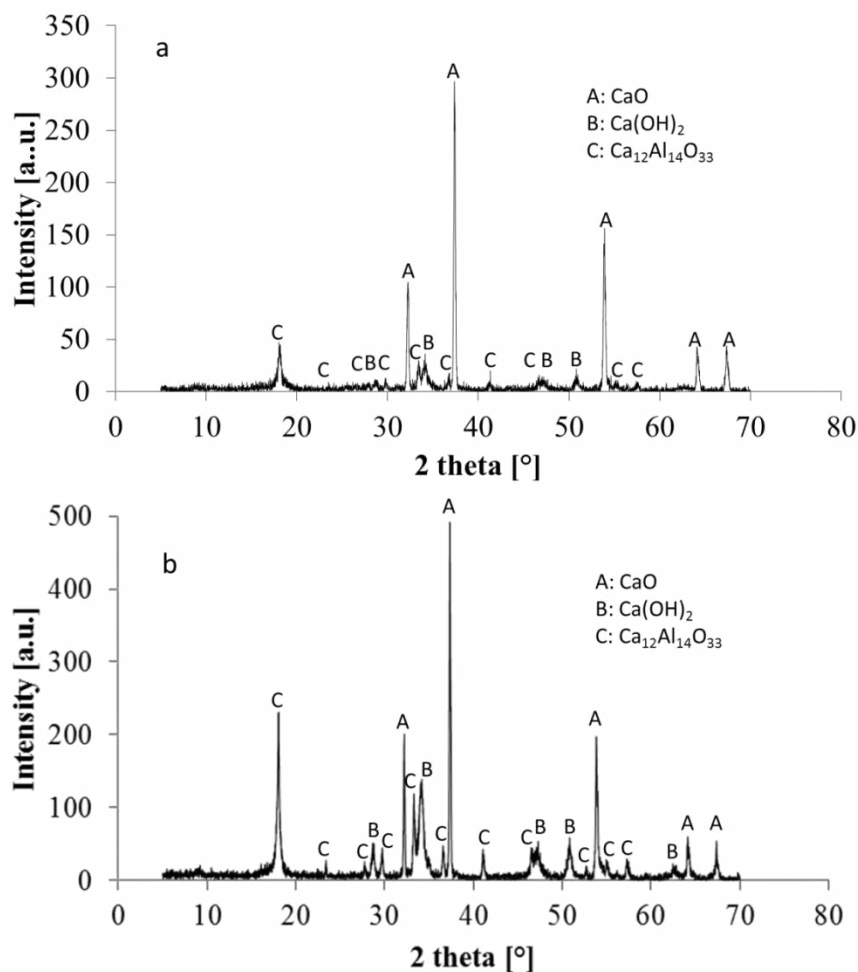 a
350
300
250
200
150
100
50
0
Intensity [a..u.]
A: CaO
B: Ca(OH)₂
C: Ca₁₂Al₁₄O₃₃
C C C B C A C B C A C C B B A C C A A
0 10 20 30 40 50 60 70 80
2 theta [°]
b
500
400
300
200
100
0
Intensity [a.u.]
A: CaO
B: Ca(OH)₂
C: Ca₁₂Al₁₄O₃₃
C C C B C A C B C A C C B B C A C C B A A
0 10 20 30 40 50 60 70 80
2 theta [°]